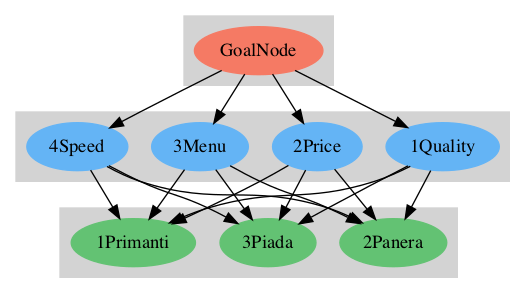 GoalNode
4Speed 3Menu 2Price 1Quality
1Primanti 3Piada 2Panera